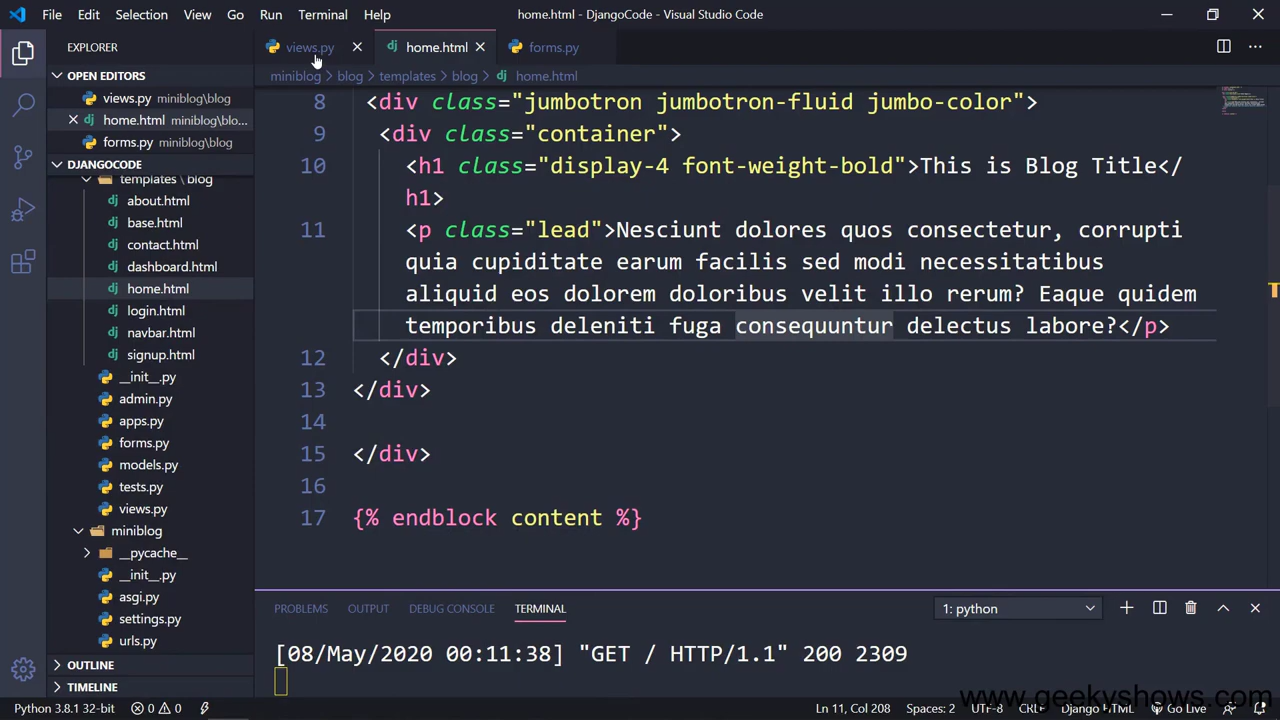 File Edit Selection View Go Run Terminal Help
home.html - DjangoCode - Visual Studio Code
EXPLORER
views.py
home.html
forms.py
OPEN EDITORS
miniblog > blog > templates > blog > home.html
views.py miniblog\blog
home.html miniblog\blo...
forms.py miniblog\blog
DJANGOCODE
templates \ blog
about.html
base.html
contact.html
dashboard.html
home.html
login.html
navbar.html
signup.html
__init__.py
admin.py
apps.py
forms.py
models.py
tests.py
views.py
miniblog
__pycache__
__init__.py
asgi.py
settings.py
urls.py
OUTLINE
TIMELINE
8 <div class="jumbotron jumbotron-fluid jumbo-color">
9 <div class="container">
10 <h1 class="display-4 font-weight-bold">This is Blog Title</
h1>
11 <p class="lead">Nesciunt dolores quos consectetur, corrupti
quia cupiditate earum facilis sed modi necessitatibus
aliquid eos dolorem doloribus velit illo rerum? Eaque quidem
temporibus deleniti fuga consequuntur delectus labore?</p>
12 </div>
13 </div>
14
15 </div>
16
17 {% endblock content %}
PROBLEMS OUTPUT DEBUG CONSOLE TERMINAL
1: python
[08/May/2020 00:11:38] "GET / HTTP/1.1" 200 2309
www.geekyshows.com
Python 3.8.1 32-bit 0 0 Ln 11, Col 208 Spaces: 2 UTF-8 CRLF Django HTML Go Live